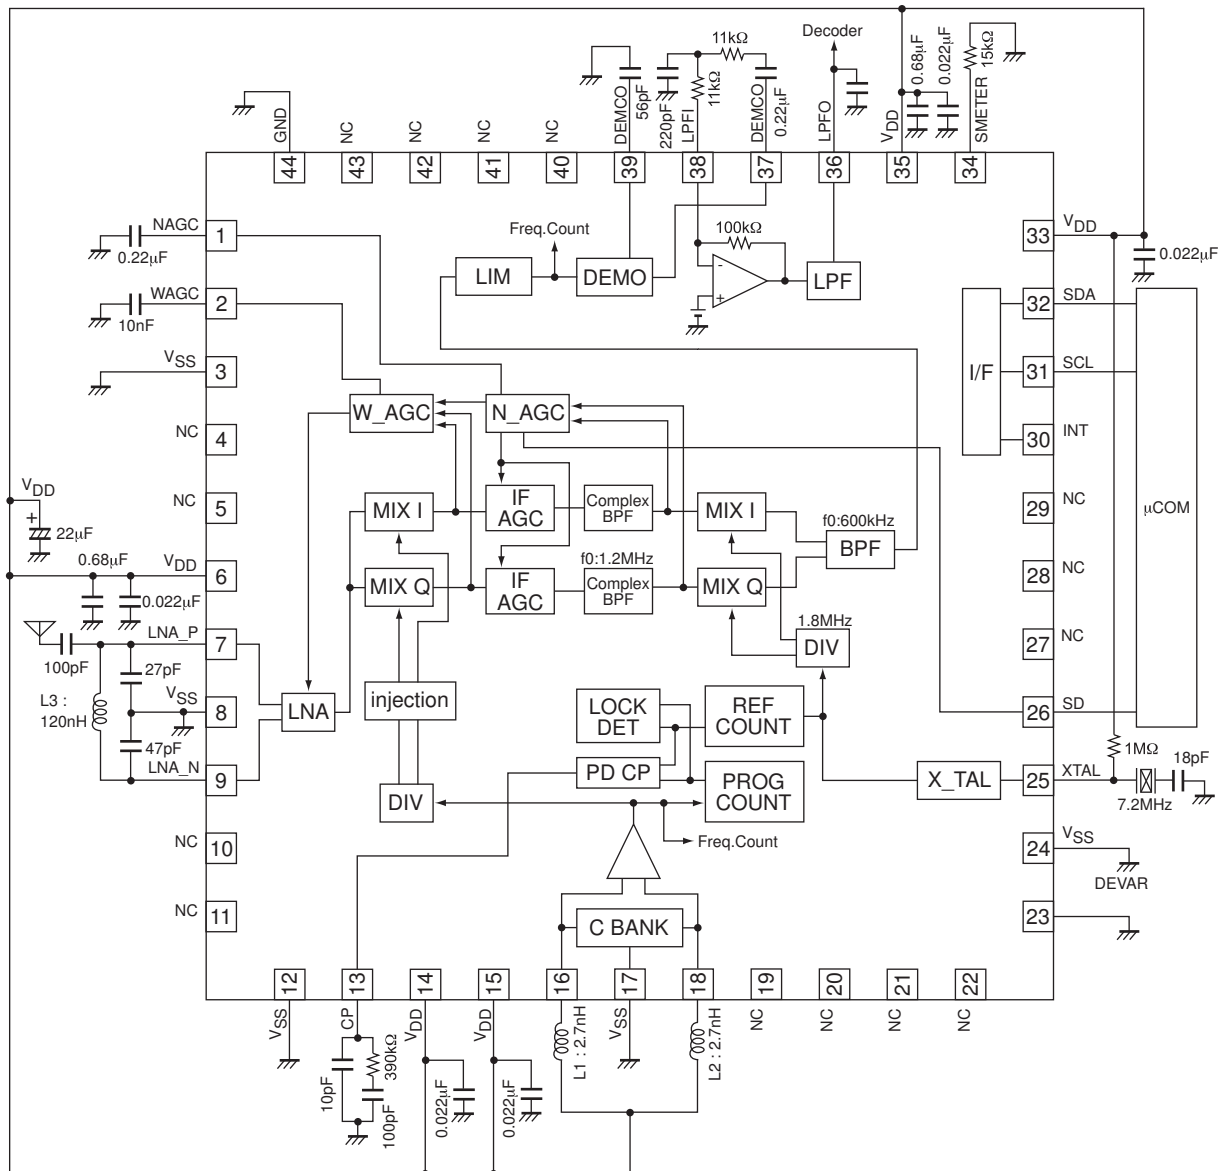 Decoder
11kΩ
11kΩ
0.68μF
0.022μF
15kΩ
GND
NC
NC
NC
NC
DEMCO
56pF
220pF
LPFI
DEMCO
0.22μF
LPFO
VDD
SMETER
44
43
42
41
40
39
38
37
36
35
34
NAGC
1
0.22μF
Freq.Count
100kΩ
33
VDD
0.022μF
LIM
DEMO
-
+
LPF
WAGC
2
10nF
32
SDA
VSS
3
I/F
31
SCL
W_AGC
N_AGC
NC
4
30
INT
VDD
NC
5
+
22μF
MIX I
IF
AGC
Complex
BPF
MIX I
f0:600kHz
BPF
29
NC
μCOM
0.68μF
VDD
6
0.022μF
MIX Q
IF
AGC
f0:1.2MHz
Complex
BPF
MIX Q
28
NC
LNA_P
7
100pF
27pF
1.8MHz
DIV
27
NC
L3 :
120nH
VSS
8
LNA
injection
LOCK
DET
REF
COUNT
26
SD
47pF
LNA_N
9
PD CP
PROG
COUNT
X_TAL
25
XTAL
1MΩ
18pF
7.2MHz
DIV
NC
10
Freq.Count
24
VSS
DEVAR
NC
11
C BANK
23
12
13
14
15
16
17
18
19
20
21
22
VSS
CP
VDD
VDD
L1 : 2.7nH
VSS
L2 : 2.7nH
NC
NC
NC
NC
10pF
390kΩ
100pF
0.022μF
0.022μF